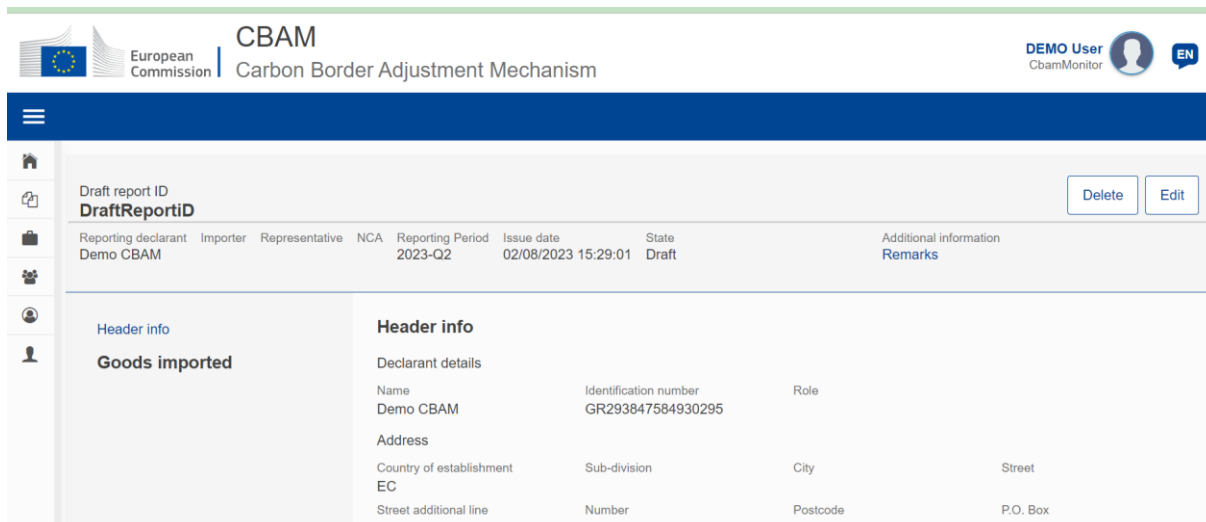 European
Commission
CBAM
Carbon Border Adjustment Mechanism
DEMO User
CbamMonitor
EN
Draft report ID
DraftReportiD
Delete
Edit
Reporting declarant Importer Representative NCA Reporting Period Issue date State Additional information
Demo CBAM 2023-Q2 02/08/2023 15:29:01 Draft Remarks
Header info
Goods imported
Header info
Declarant details
Name Identification number Role
Demo CBAM GR293847584930295
Address
Country of establishment Sub-division City Street
EC
Street additional line Number Postcode P.O. Box